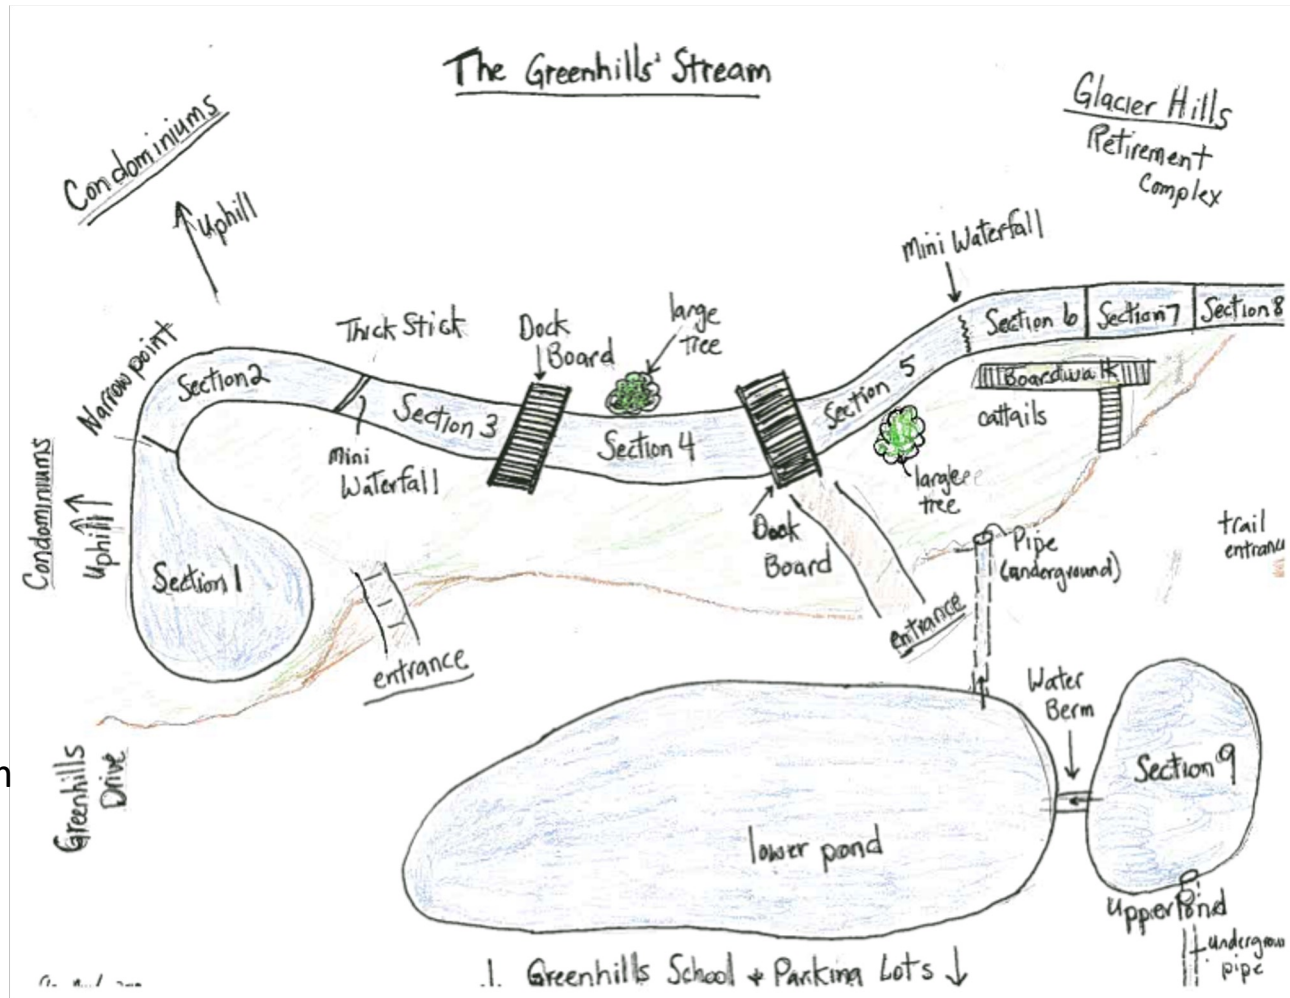 The Greenhills' Stream
Glacier Hills
Retirement
Complex
Condominiums
uphill
Mini Waterfall
Narrow point
Thick Stick
Dock
Board
large
Tree
Section 2
Section 3
Section 4
Section 5
Section 6
Section 7
Section 8
Boardwalk
cattails
mini
Waterfall
largeee
tree
Dock
Board
Condominiums
uphill
Section 1
entrance
entrance
Pipe
(underground)
trail
Water
Berm
Section 9
Greenhills
Drive
lower pond
Upper Pond
pipe
Greenhills School + Parking Lots